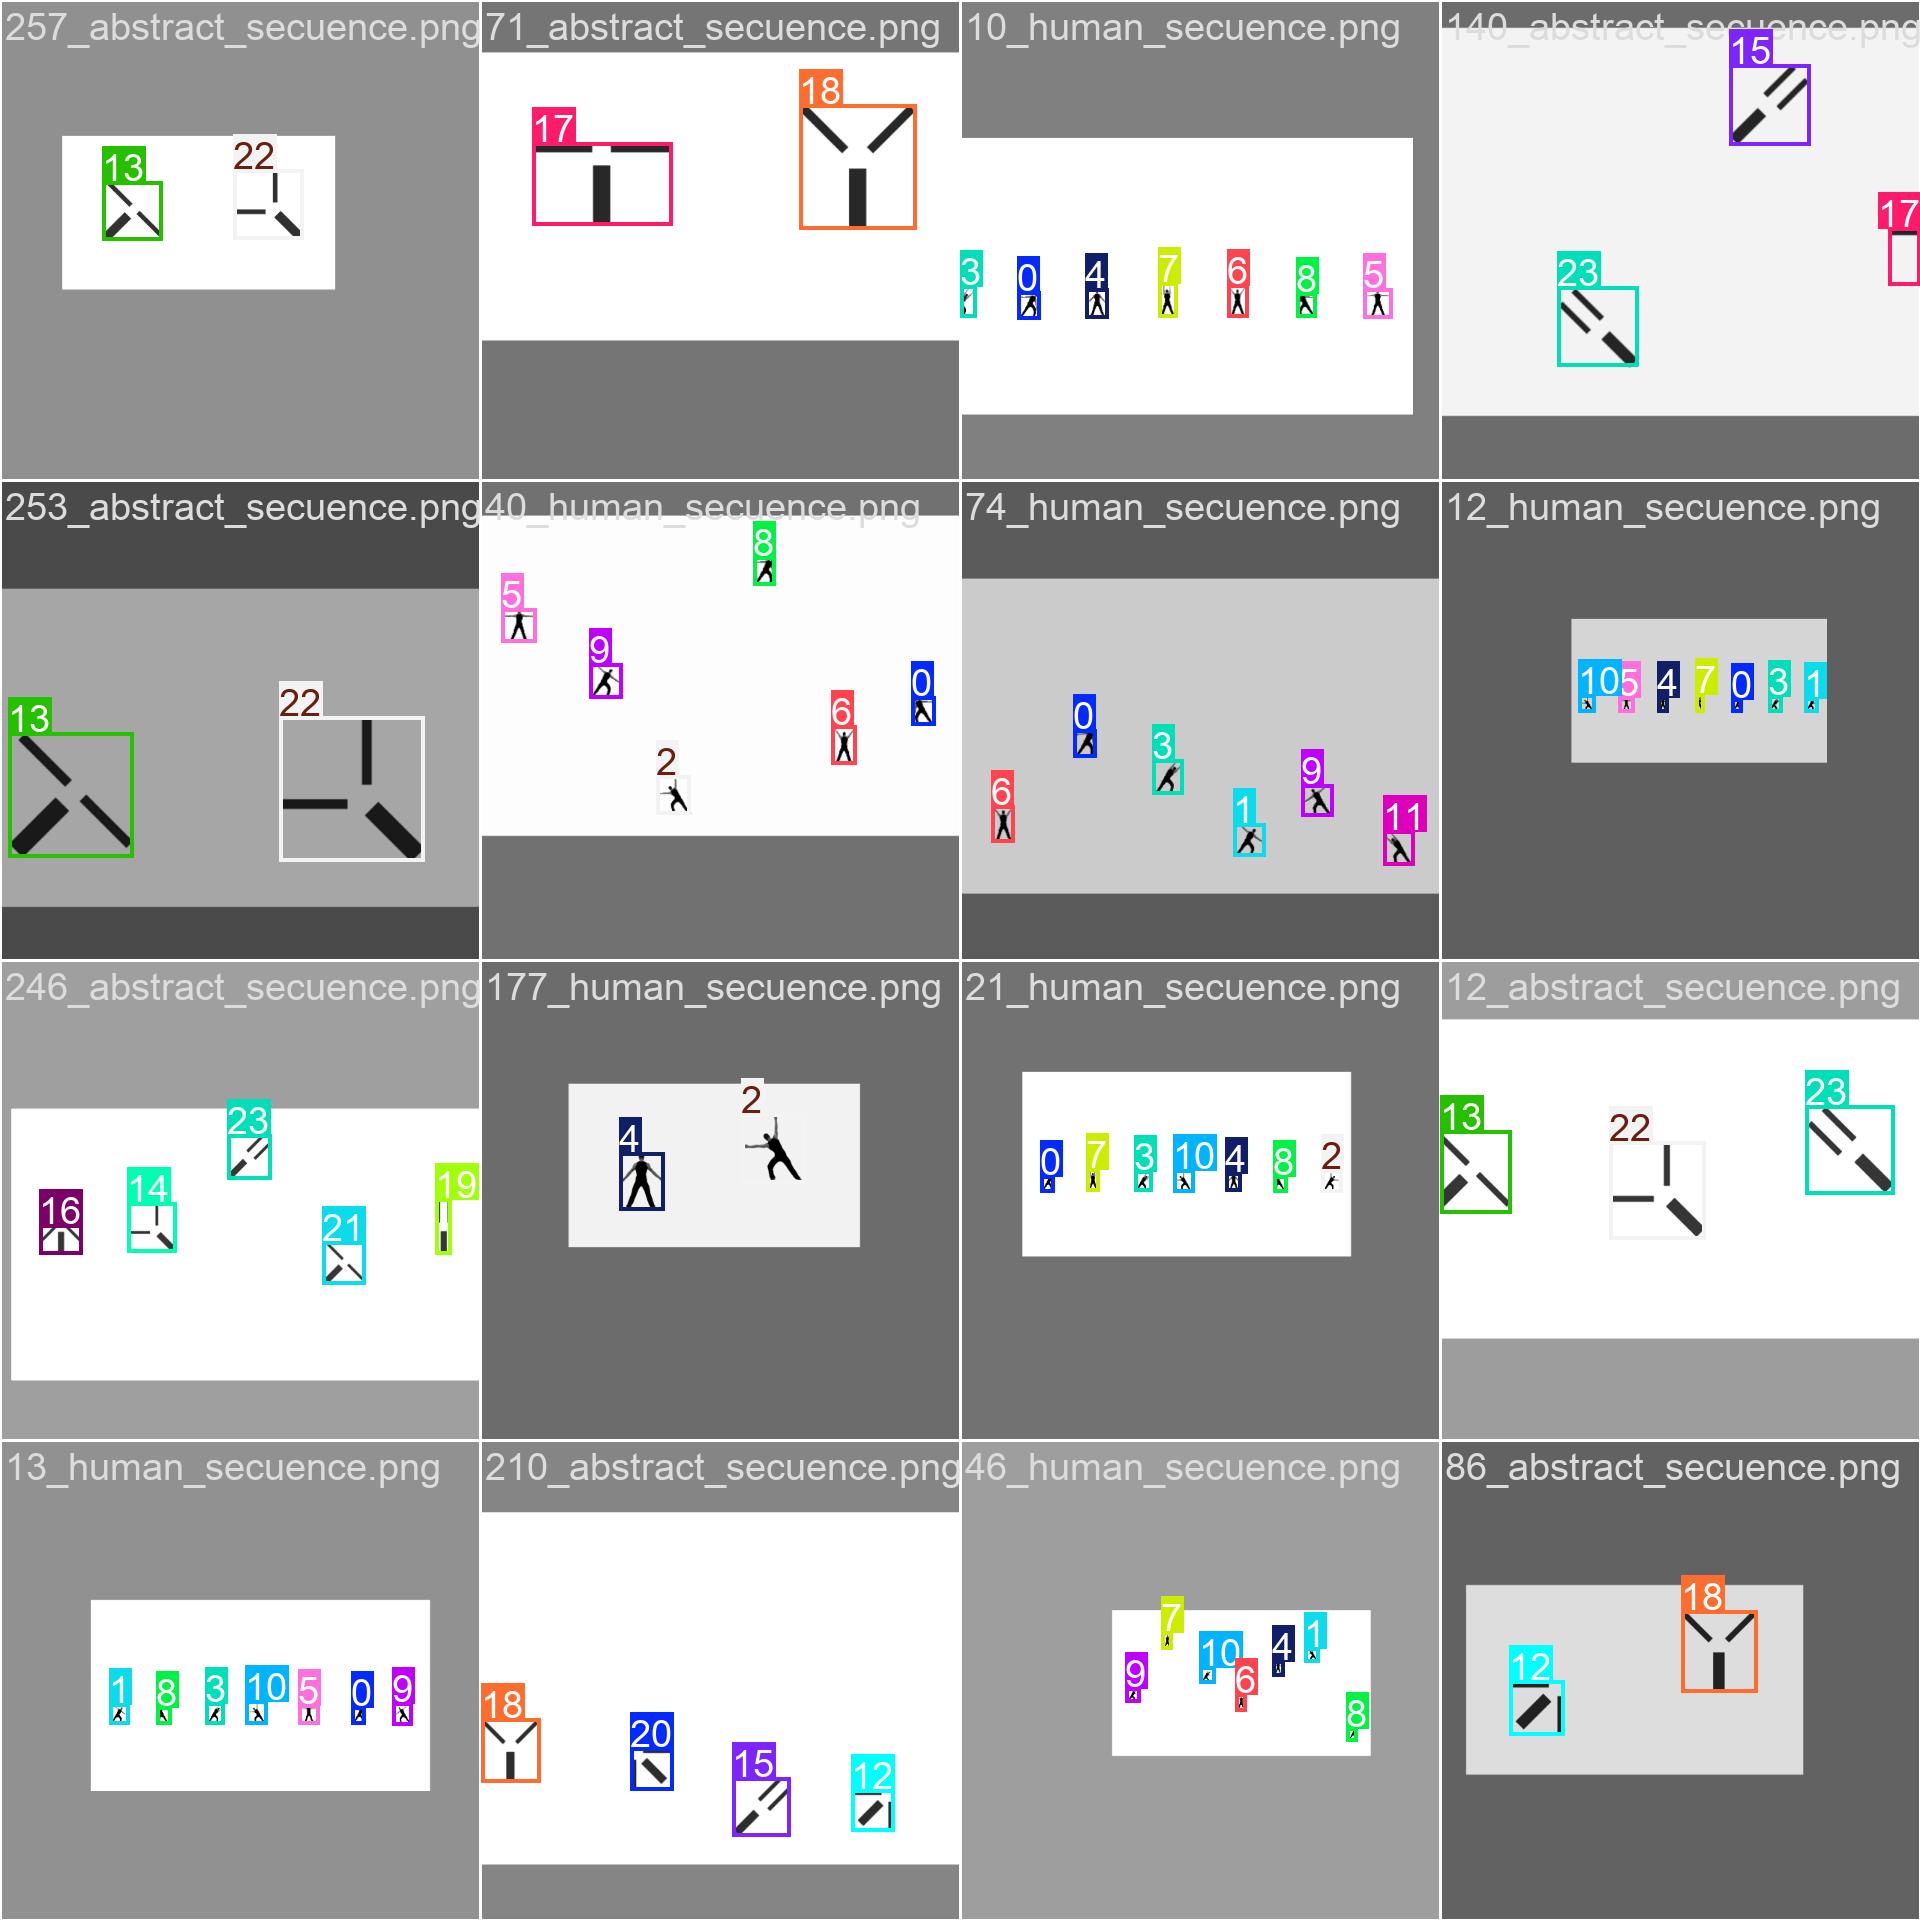 257_abstract_secuence.png
13
22
71_abstract_secuence.png
17
18
10_human_secuence.png
3 0 4 7 6 8 5
140_abstract_secuence.png
15
17
23
253_abstract_secuence.png
13
22
40_human_secuence.png
8
5
9
0
6
2
74_human_secuence.png
0
3
9
6
1
11
12_human_secuence.png
10 5 4 7 0 3 1
246_abstract_secuence.png
23
14
19
16
21
177_human_secuence.png
2
4
21_human_secuence.png
0 7 3 10 4 8 2
12_abstract_secuence.png
23
13
22
13_human_secuence.png
1 8 3 10 5 0 9
210_abstract_secuence.png
18
20
15
12
46_human_secuence.png
7
1
10
4
9
6
8
86_abstract_secuence.png
18
12